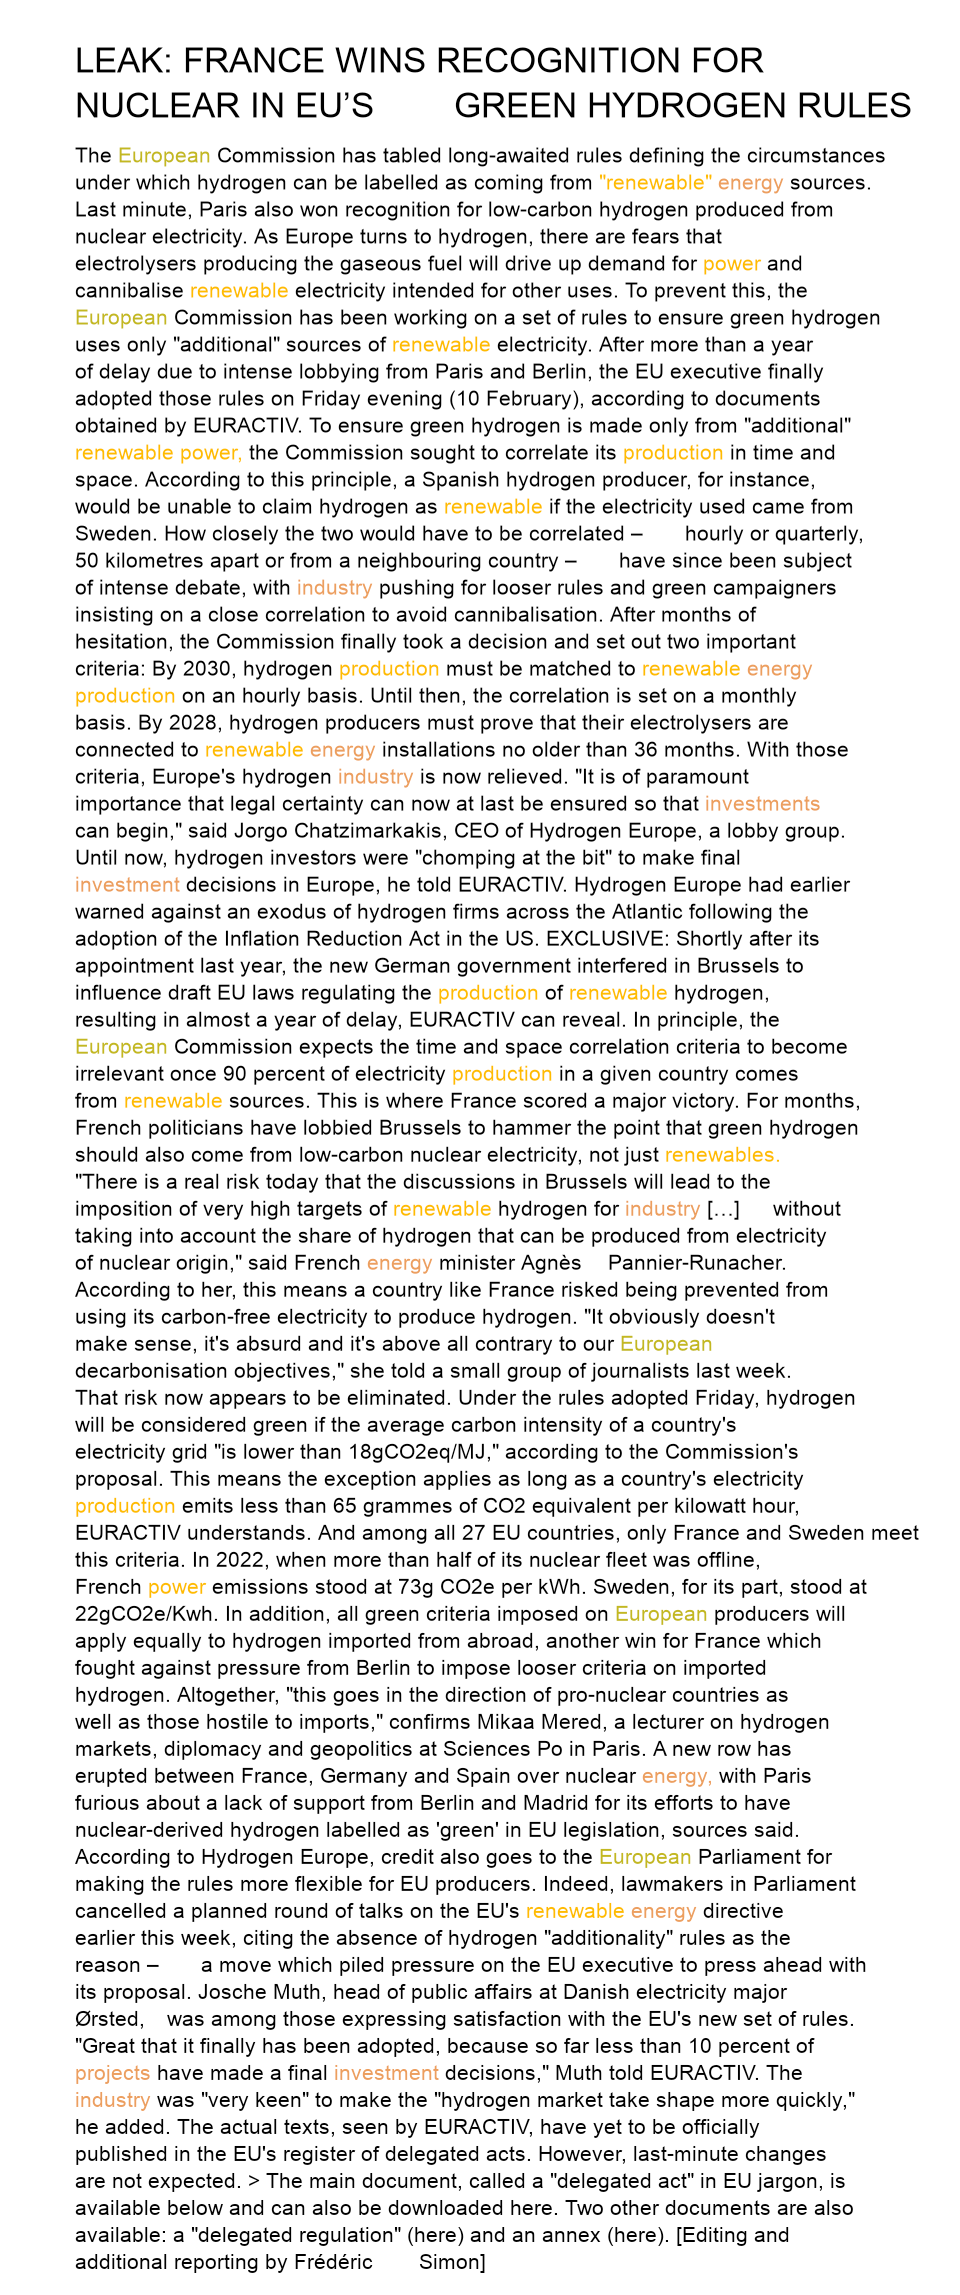 LEAK: FRANCE WINS RECOGNITION FOR
NUCLEAR IN EU’S GREEN HYDROGEN RULES
The European Commission has tabled long-awaited rules defining the circumstances
under which hydrogen can be labelled as coming from "renewable" energy sources.
Last minute, Paris also won recognition for low-carbon hydrogen produced from
nuclear electricity. As Europe turns to hydrogen, there are fears that
electrolysers producing the gaseous fuel will drive up demand for power and
cannibalise renewable electricity intended for other uses. To prevent this, the
European Commission has been working on a set of rules to ensure green hydrogen
uses only "additional" sources of renewable electricity. After more than a year
of delay due to intense lobbying from Paris and Berlin, the EU executive finally
adopted those rules on Friday evening (10 February), according to documents
obtained by EURACTIV. To ensure green hydrogen is made only from "additional"
renewable power, the Commission sought to correlate its production in time and
space. According to this principle, a Spanish hydrogen producer, for instance,
would be unable to claim hydrogen as renewable if the electricity used came from
Sweden. How closely the two would have to be correlated – hourly or quarterly,
50 kilometres apart or from a neighbouring country – have since been subject
of intense debate, with industry pushing for looser rules and green campaigners
insisting on a close correlation to avoid cannibalisation. After months of
hesitation, the Commission finally took a decision and set out two important
criteria: By 2030, hydrogen production must be matched to renewable energy
production on an hourly basis. Until then, the correlation is set on a monthly
basis. By 2028, hydrogen producers must prove that their electrolysers are
connected to renewable energy installations no older than 36 months. With those
criteria, Europe's hydrogen industry is now relieved. "It is of paramount
importance that legal certainty can now at last be ensured so that investments
can begin," said Jorgo Chatzimarkakis, CEO of Hydrogen Europe, a lobby group.
Until now, hydrogen investors were "chomping at the bit" to make final
investment decisions in Europe, he told EURACTIV. Hydrogen Europe had earlier
warned against an exodus of hydrogen firms across the Atlantic following the
adoption of the Inflation Reduction Act in the US. EXCLUSIVE: Shortly after its
appointment last year, the new German government interfered in Brussels to
influence draft EU laws regulating the production of renewable hydrogen,
resulting in almost a year of delay, EURACTIV can reveal. In principle, the
European Commission expects the time and space correlation criteria to become
irrelevant once 90 percent of electricity production in a given country comes
from renewable sources. This is where France scored a major victory. For months,
French politicians have lobbied Brussels to hammer the point that green hydrogen
should also come from low-carbon nuclear electricity, not just renewables.
"There is a real risk today that the discussions in Brussels will lead to the
imposition of very high targets of renewable hydrogen for industry […] without
taking into account the share of hydrogen that can be produced from electricity
of nuclear origin," said French energy minister Agnès Pannier-Runacher.
According to her, this means a country like France risked being prevented from
using its carbon-free electricity to produce hydrogen. "It obviously doesn't
make sense, it's absurd and it's above all contrary to our European
decarbonisation objectives," she told a small group of journalists last week.
That risk now appears to be eliminated. Under the rules adopted Friday, hydrogen
will be considered green if the average carbon intensity of a country's
electricity grid "is lower than 18gCO2eq/MJ," according to the Commission's
proposal. This means the exception applies as long as a country's electricity
production emits less than 65 grammes of CO2 equivalent per kilowatt hour,
EURACTIV understands. And among all 27 EU countries, only France and Sweden meet
this criteria. In 2022, when more than half of its nuclear fleet was offline,
French power emissions stood at 73g CO2e per kWh. Sweden, for its part, stood at
22gCO2e/Kwh. In addition, all green criteria imposed on European producers will
apply equally to hydrogen imported from abroad, another win for France which
fought against pressure from Berlin to impose looser criteria on imported
hydrogen. Altogether, "this goes in the direction of pro-nuclear countries as
well as those hostile to imports," confirms Mikaa Mered, a lecturer on hydrogen
markets, diplomacy and geopolitics at Sciences Po in Paris. A new row has
erupted between France, Germany and Spain over nuclear energy, with Paris
furious about a lack of support from Berlin and Madrid for its efforts to have
nuclear-derived hydrogen labelled as 'green' in EU legislation, sources said.
According to Hydrogen Europe, credit also goes to the European Parliament for
making the rules more flexible for EU producers. Indeed, lawmakers in Parliament
cancelled a planned round of talks on the EU's renewable energy directive
earlier this week, citing the absence of hydrogen "additionality" rules as the
reason – a move which piled pressure on the EU executive to press ahead with
its proposal. Josche Muth, head of public affairs at Danish electricity major
Ørsted, was among those expressing satisfaction with the EU's new set of rules.
"Great that it finally has been adopted, because so far less than 10 percent of
projects have made a final investment decisions," Muth told EURACTIV. The
industry was "very keen" to make the "hydrogen market take shape more quickly,"
he added. The actual texts, seen by EURACTIV, have yet to be officially
published in the EU's register of delegated acts. However, last-minute changes
are not expected. > The main document, called a "delegated act" in EU jargon, is
available below and can also be downloaded here. Two other documents are also
available: a "delegated regulation" (here) and an annex (here). [Editing and
additional reporting by Frédéric Simon]